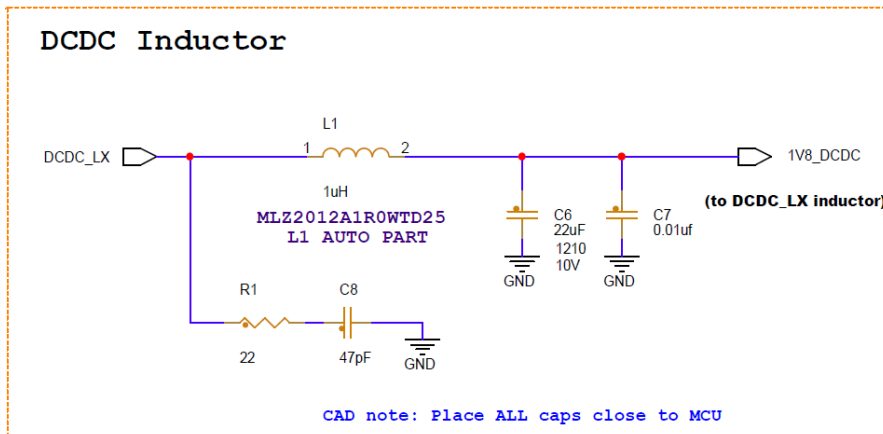 DCDC Inductor
L1
DCDC_LX
1
2
1V8_DCDC
1uH
MLZ2012A1R0WTD25
L1 AUTO PART
(to DCDC_LX inductor)
C6
22uF
1210
10V
GND
C7
0.01uf
GND
R1
22
C8
47pF
GND
CAD note: Place ALL caps close to MCU